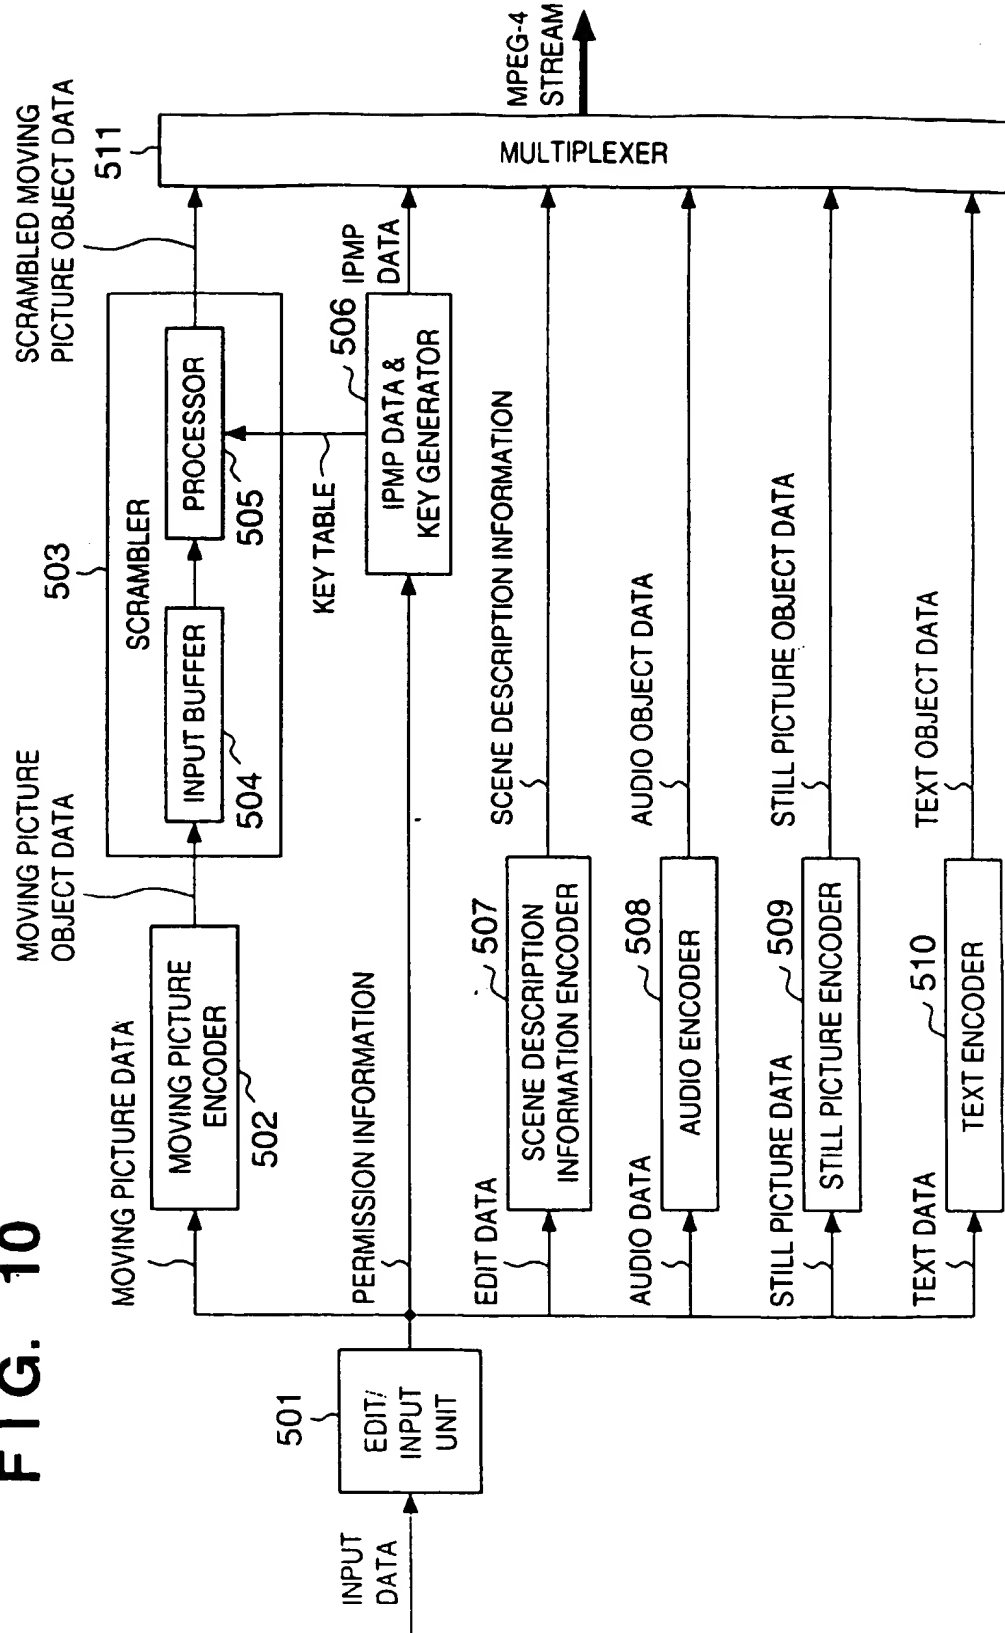 FIG. 10
INPUT
DATA
501
EDIT/
INPUT
UNIT
MOVING PICTURE DATA
MOVING PICTURE
ENCODER
502
MOVING PICTURE
OBJECT DATA
503
SCRAMBLER
INPUT BUFFER
504
PROCESSOR
505
SCRAMBLED MOVING
PICTURE OBJECT DATA
PERMISSION INFORMATION
KEY TABLE
506
IPMP DATA &
KEY GENERATOR
IPMP
DATA
EDIT DATA
507
SCENE DESCRIPTION
INFORMATION ENCODER
SCENE DESCRIPTION INFORMATION
AUDIO DATA
508
AUDIO ENCODER
AUDIO OBJECT DATA
STILL PICTURE DATA
509
STILL PICTURE ENCODER
STILL PICTURE OBJECT DATA
TEXT DATA
510
TEXT ENCODER
TEXT OBJECT DATA
511
MULTIPLEXER
MPEG-4
STREAM